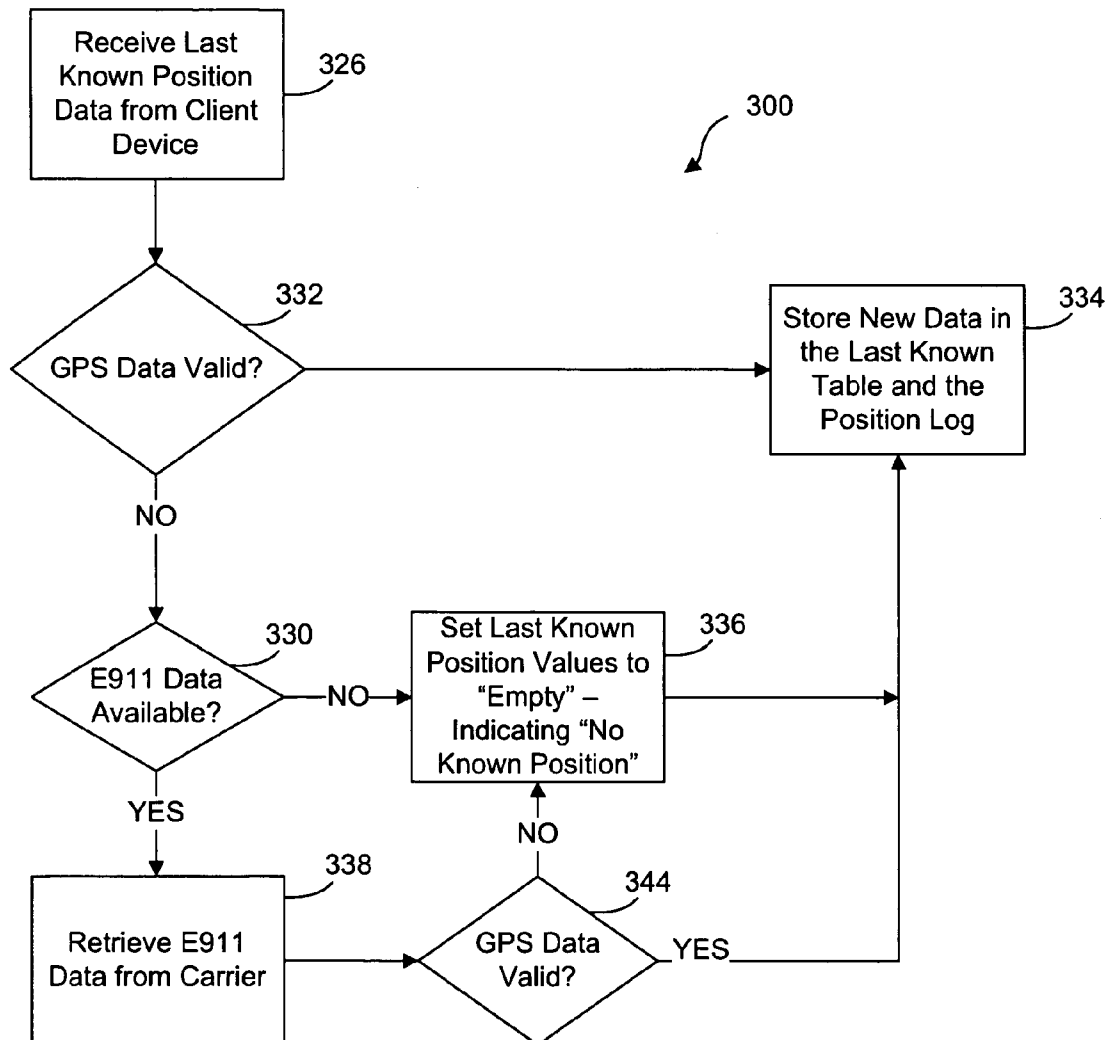 Receive Last
Known Position
Data from Client
Device
326
300
332
GPS Data Valid?
Store New Data in
the Last Known
Table and the
Position Log
334
NO
330
E911 Data
Available?
NO
Set Last Known
Position Values to
“Empty” –
Indicating “No
Known Position”
336
YES
NO
338
Retrieve E911
Data from Carrier
344
GPS Data
Valid?
YES